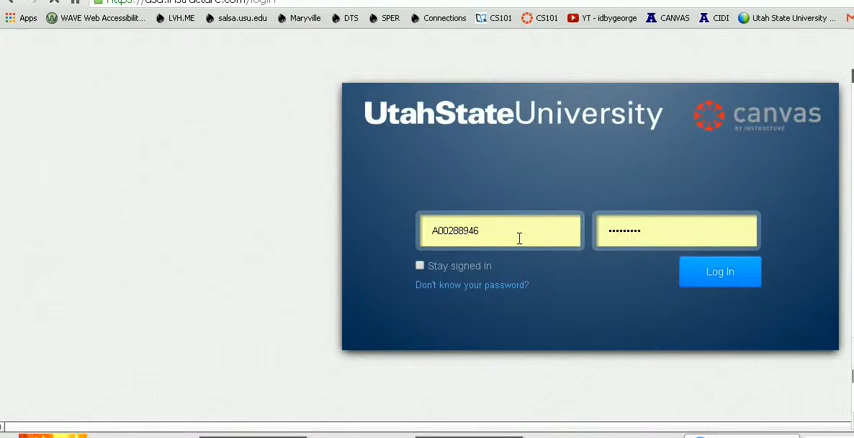 Apps WAVE Web Accessibilit... LVH.ME salsa.usu.edu Maryville DTS SPER Connections CS101 CS101 YT - idbygeorge CANVAS CIDI Utah State University ...
UtahStateUniversity canvas
BY INSTRUCTURE
A00288946 •••••••••
Stay signed in Log In
Don't know your password?